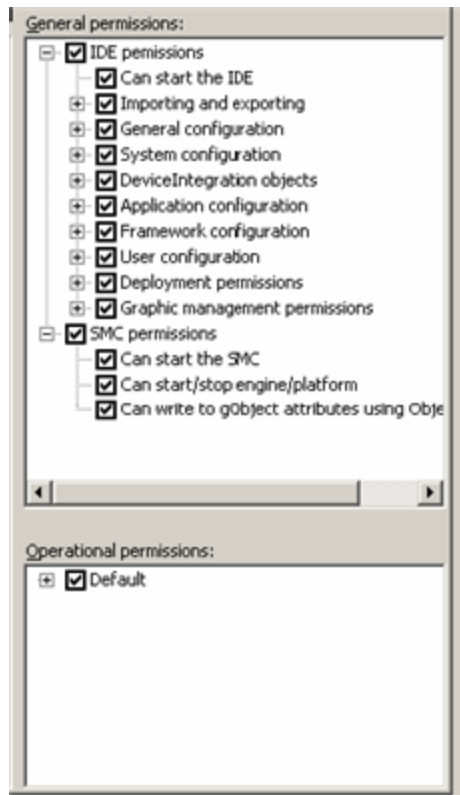 General permissions:
IDE pemissions
Can start the IDE
Importing and exporting
General configuration
System configuration
DeviceIntegration objects
Application configuration
Framework configuration
User configuration
Deployment permissions
Graphic management permissions
SMC permissions
Can start the SMC
Can start/stop engine/platform
Can write to gObject attributes using Obje
Operational permissions:
Default